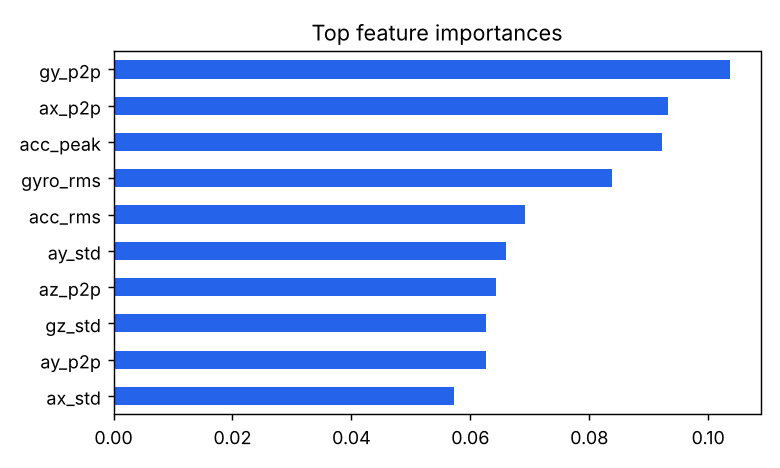 Top feature importances
gy_p2p
ax_p2p
acc_peak
gyro_rms
acc_rms
ay_std
az_p2p
gz_std
ay_p2p
ax_std
0.00 0.02 0.04 0.06 0.08 0.10